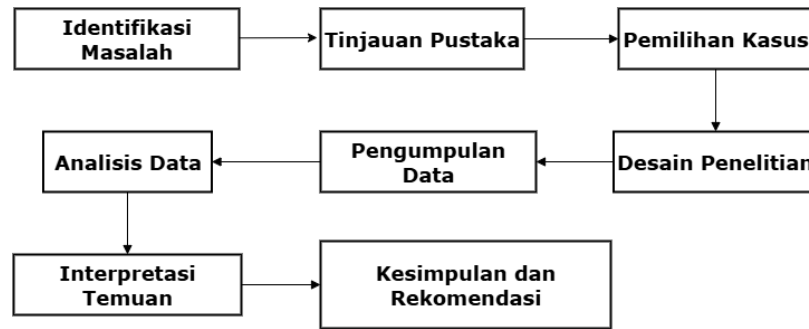 Identifikasi
Masalah
Tinjauan Pustaka
Pemilihan Kasus
Desain Penelitian
Pengumpulan
Data
Analisis Data
Interpretasi
Temuan
Kesimpulan dan
Rekomendasi